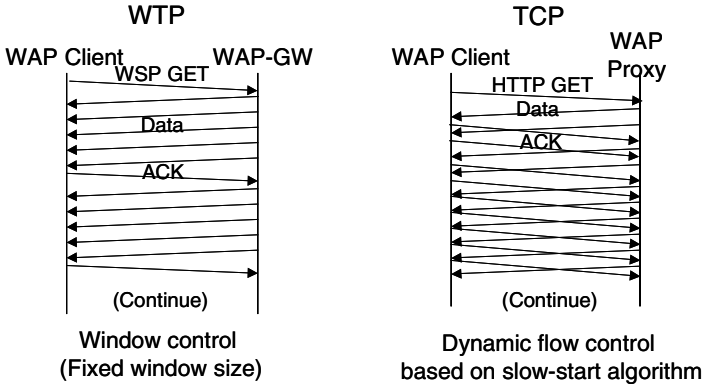 WTP
WAP Client
WAP-GW
WSP GET
Data
ACK
(Continue)
Window control
(Fixed window size)
TCP
WAP Client
WAP
Proxy
HTTP GET
Data
ACK
(Continue)
Dynamic flow control
based on slow-start algorithm